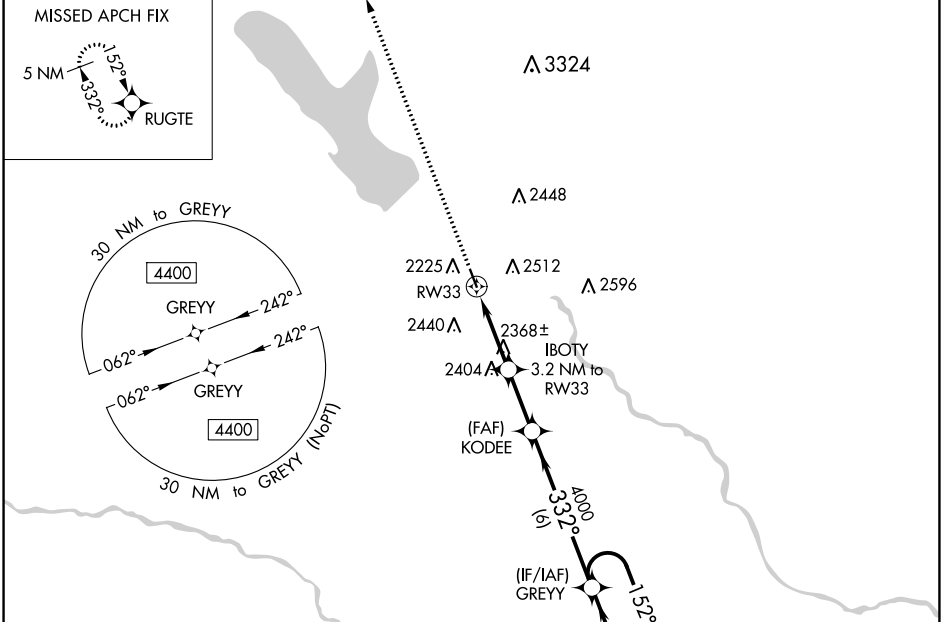 MISSED APCH FIX
5 NM
152°
332°
RUGTE
3324
2448
30 NM to GREYY
4400
GREYY
242°
062°
242°
062°
GREYY
4400
30 NM to GREYY (NoPT)
2225
2512
RW33
2596
2440
2368±
IBOTY
2404
3.2 NM to
RW33
(FAF)
KODEE
4000
332°
(6)
(IF/IAF)
GREYY
152°